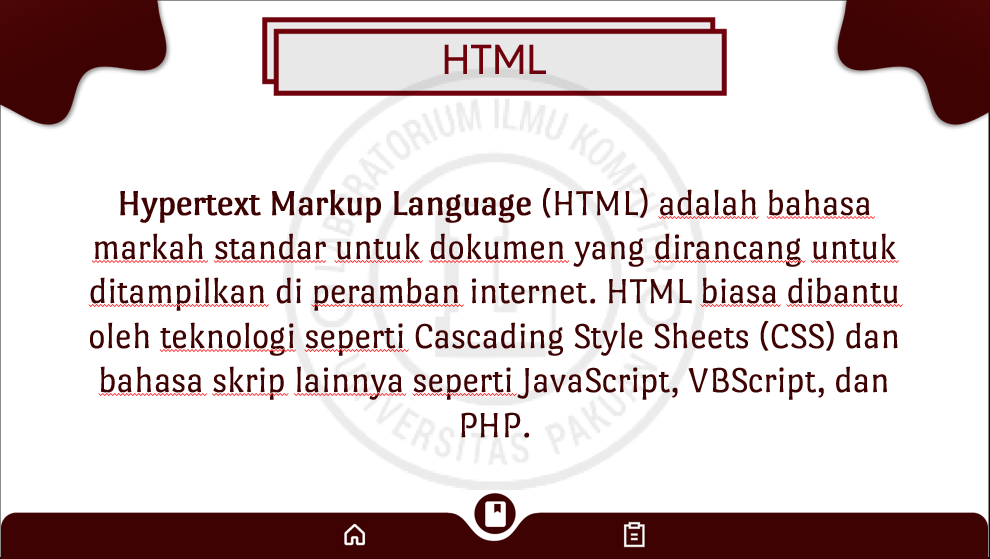 HTML
Hypertext Markup Language (HTML) adalah bahasa
markah standar untuk dokumen yang dirancang untuk
ditampilkan di peramban internet. HTML biasa dibantu
oleh teknologi seperti Cascading Style Sheets (CSS) dan
bahasa skrip lainnya seperti JavaScript, VBScript, dan
PHP.
LABORATORIUM ILMU KOMPUTER
UNIVERSITAS PAKUAN